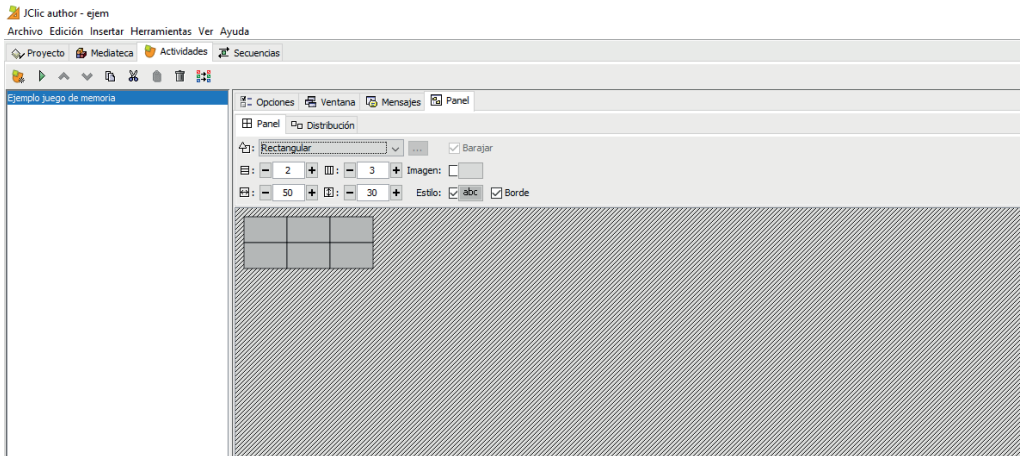 JClic author - ejem
Archivo Edición Insertar Herramientas Ver Ayuda
Proyecto Mediateca Actividades Secuencias
Ejemplo juego de memoria
Opciones Ventana Mensajes Panel
Panel Distribución
Rectangular ... Barajar
2 3 Imagen:
50 30 Estilo: abc Borde